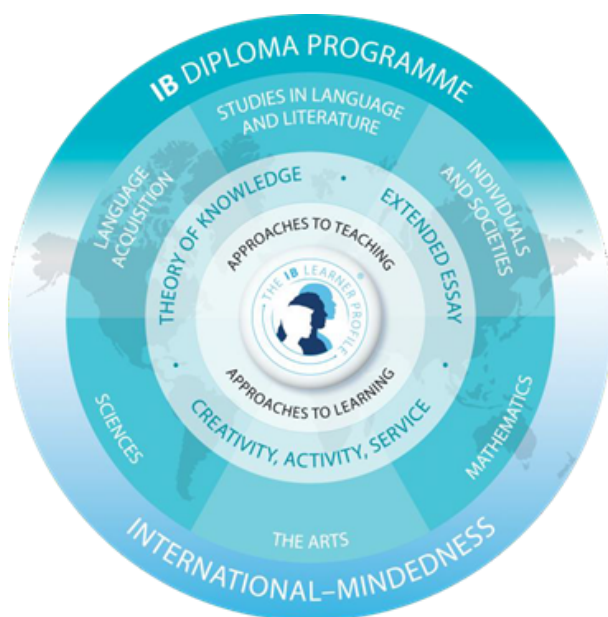 IB DIPLOMA PROGRAMME
STUDIES IN LANGUAGE
AND LITERATURE
LANGUAGE
ACQUISITION
INDIVIDUALS
AND SOCIETIES
THEORY OF KNOWLEDGE
•
EXTENDED ESSAY
•
•
APPROACHES TO TEACHING
THE IB LEARNER PROFILE
®
APPROACHES TO LEARNING
CREATIVITY, ACTIVITY, SERVICE
SCIENCES
MATHEMATICS
THE ARTS
INTERNATIONAL–MINDEDNESS